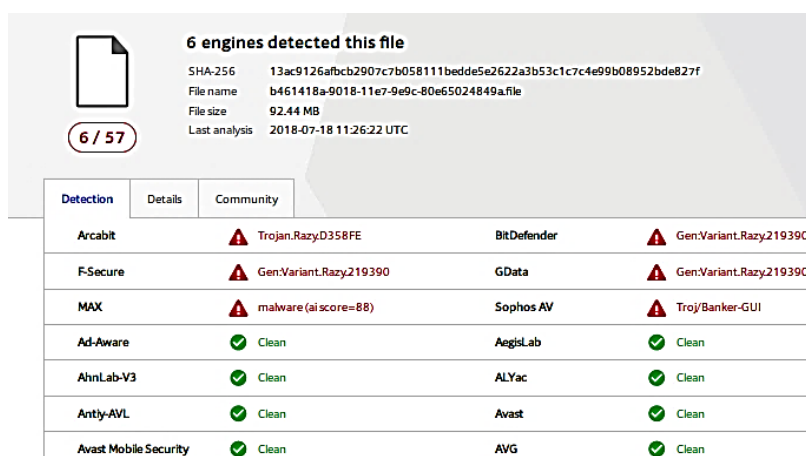 6 engines detected this file
SHA-256 13ac9126afbcb2907c7b058111bedde5e2622a3b53c1c7c4e99b08952bde827f
File name b461418a-9018-11e7-9e9c-80e65024849a.file
File size 92.44 MB
Last analysis 2018-07-18 11:26:22 UTC
6 / 57
Detection Details Community
Arcabit Trojan.Razy.D358FE BitDefender Gen:Variant.Razy.219390
F-Secure Gen:Variant.Razy.219390 GData Gen:Variant.Razy.219390
MAX malware (ai score=88) Sophos AV Troj/Banker-GUI
Ad-Aware Clean AegisLab Clean
AhnLab-V3 Clean ALYac Clean
Antiy-AVL Clean Avast Clean
Avast Mobile Security Clean AVG Clean